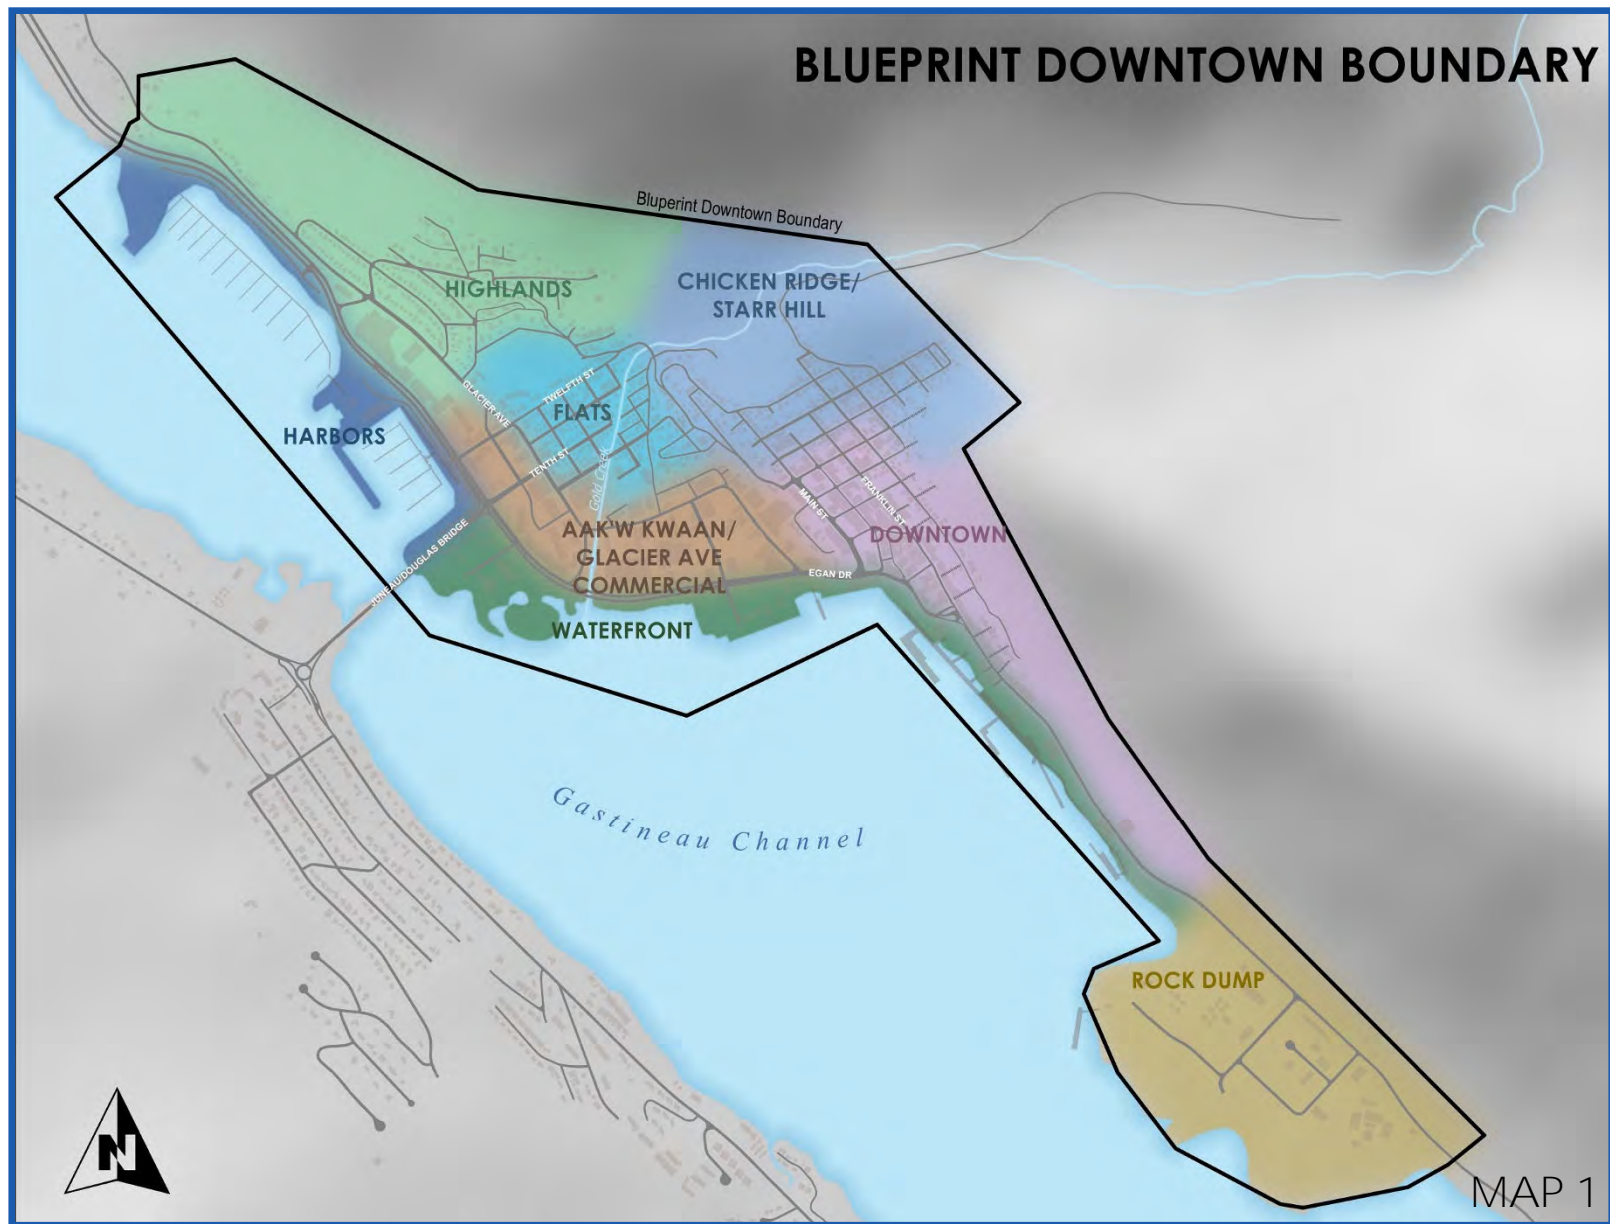 BLUEPRINT DOWNTOWN BOUNDARY
Bluperint Downtown Boundary
HIGHLANDS
CHICKEN RIDGE/
STARR HILL
GLACIER AVE
TWELFTH ST
FLATS
HARBORS
TENTH ST
Gold Creek
MAIN ST
FRANKLIN ST
DOWNTOWN
AAK'W KWAAN/
GLACIER AVE
COMMERCIAL
JUNEAU/DOUGLAS BRIDGE
EGAN DR
WATERFRONT
Gastineau Channel
ROCK DUMP
N
MAP 1